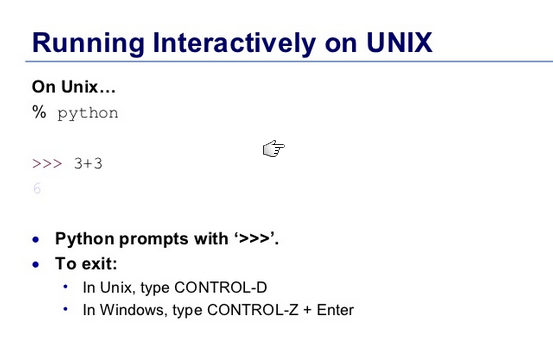 Running Interactively on UNIX
On Unix…
% python
>>> 3+3
6
• Python prompts with ‘>>>’.
• To exit:
• In Unix, type CONTROL-D
• In Windows, type CONTROL-Z + Enter